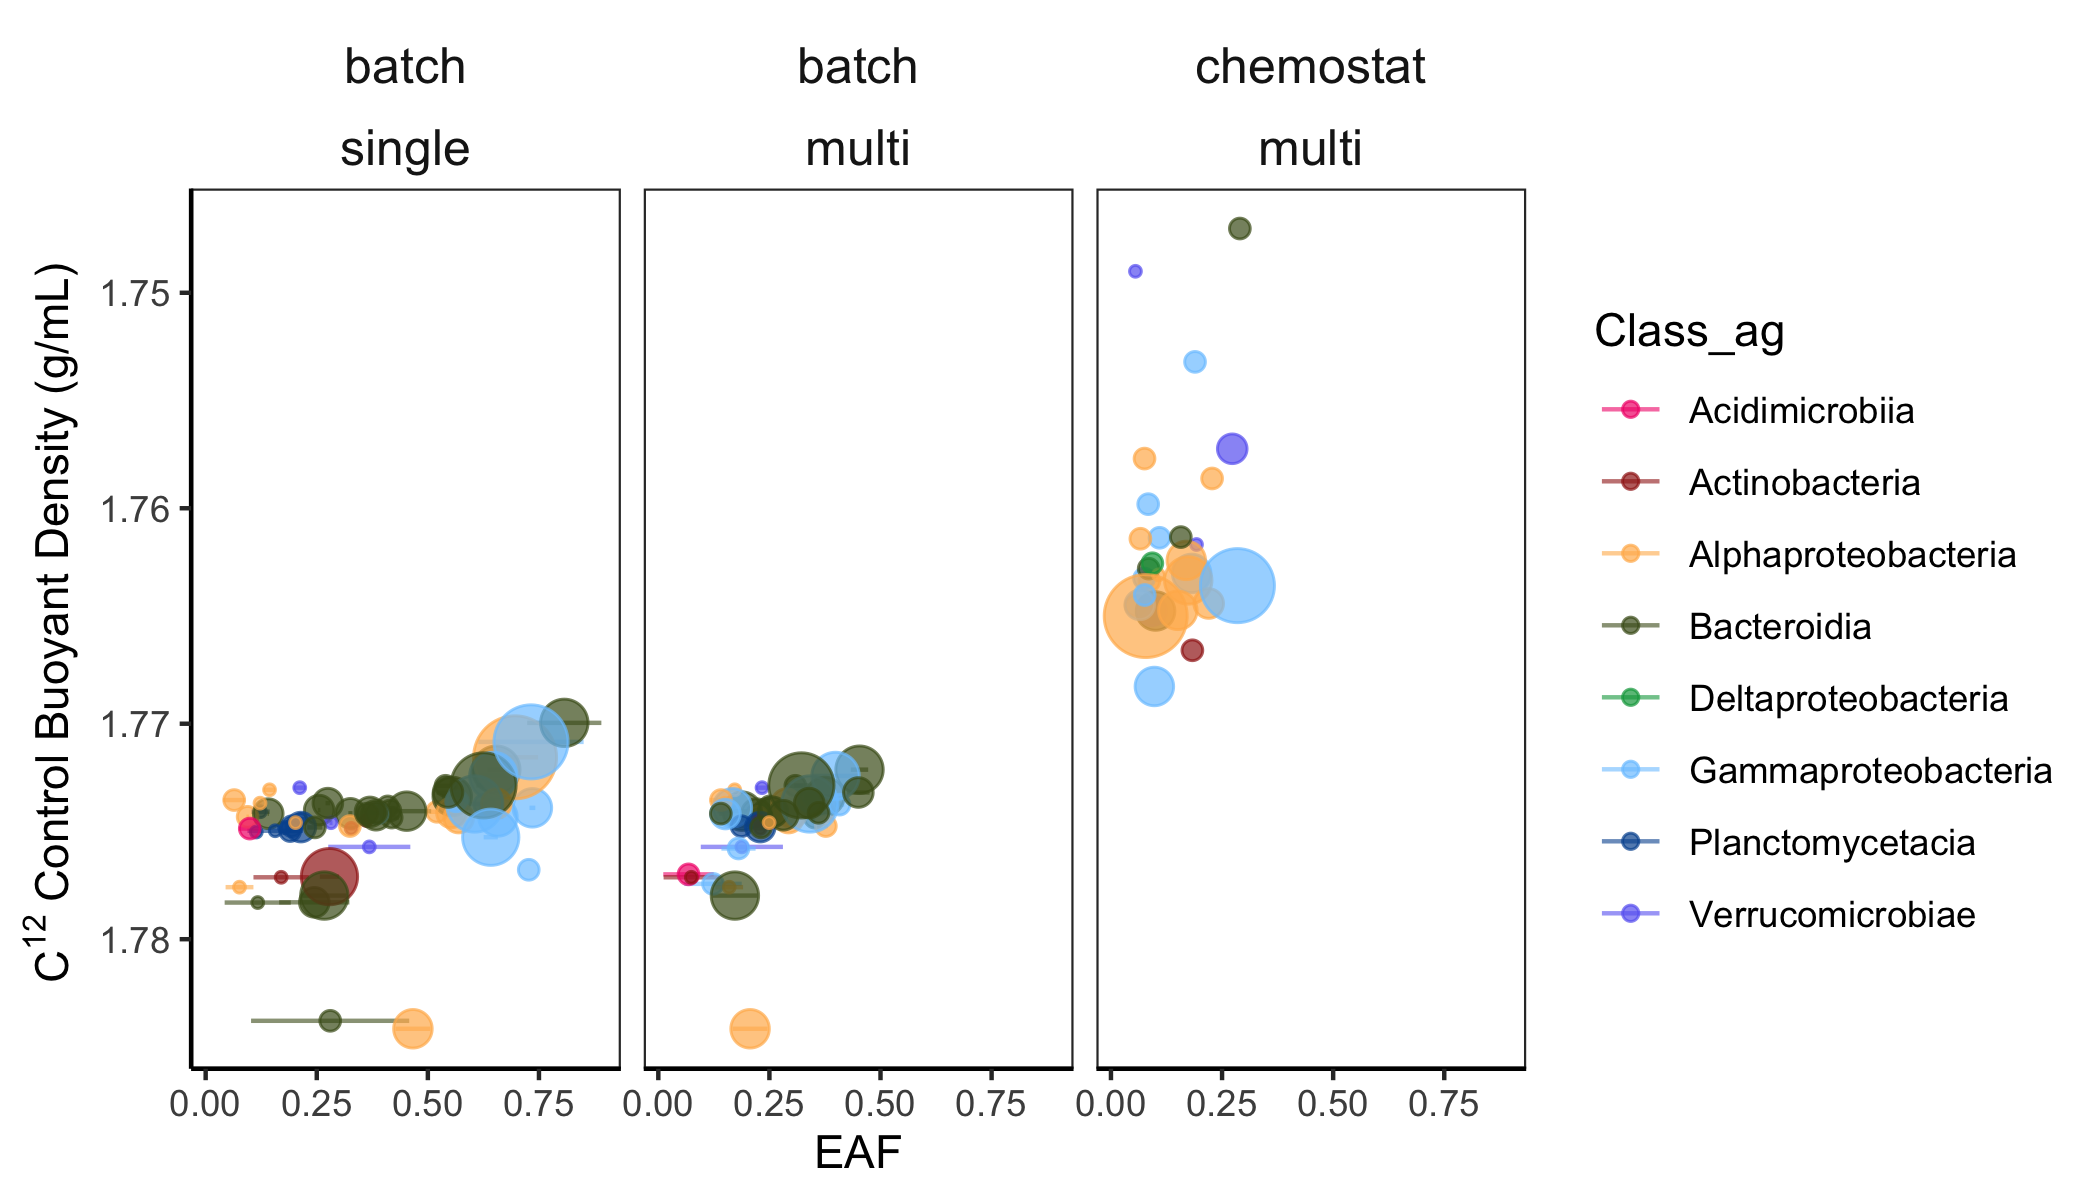 batch batch chemostat
single multi multi
C12 Control Buoyant Density (g/mL)
1.75
1.76
1.77
1.78
0.00 0.25 0.50 0.75 0.00 0.25 0.50 0.75 0.00 0.25 0.50 0.75
EAF
Class_ag
Acidimicrobiia
Actinobacteria
Alphaproteobacteria
Bacteroidia
Deltaproteobacteria
Gammaproteobacteria
Planctomycetacia
Verrucomicrobiae